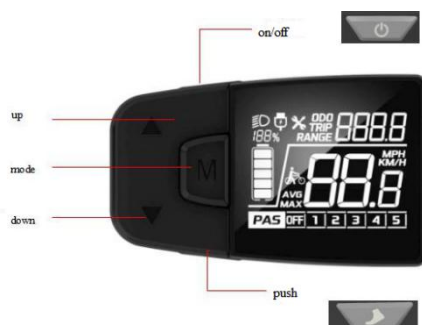 on/off
up
mode
down
push
M
188%
ODO
TRIP
RANGE
888.8
MPH
KM/H
88.8
AVG
MAX
PAS OFF 1 2 3 4 5